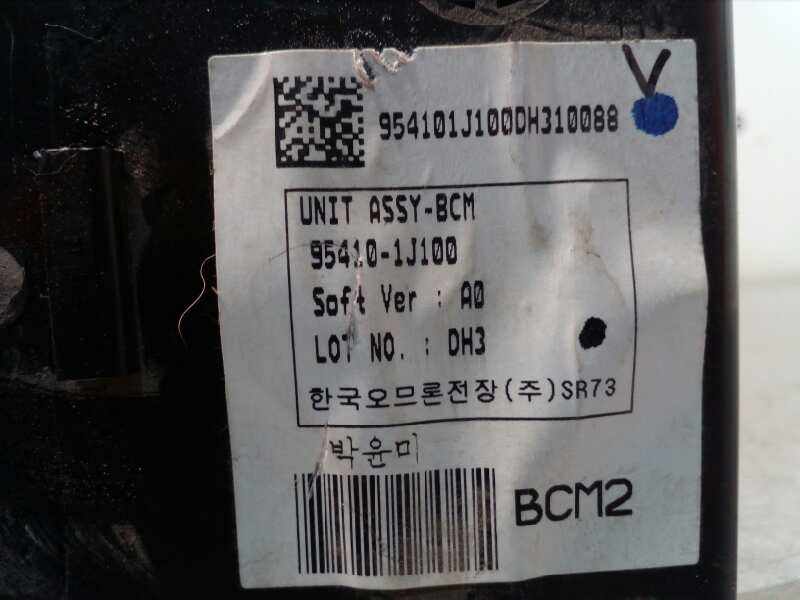 954101J100DH310088
UNIT ASSY-BCM
95410-1J100
Soft Ver : A0
LOT NO. : DH3
한국오므론전장(주)SR73
박윤미
BCM2